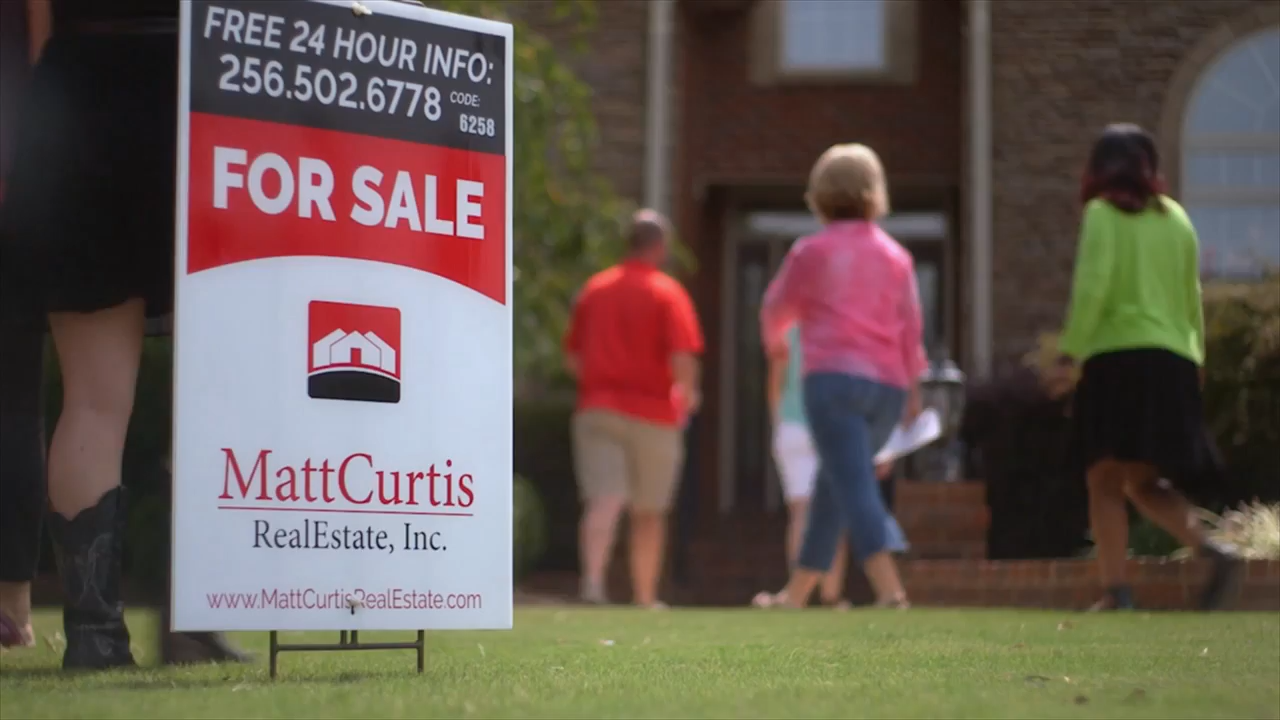 FREE 24 HOUR INFO:
256.502.6778 CODE:
6258
FOR SALE
MattCurtis
RealEstate, Inc.
www.MattCurtisRealEstate.com